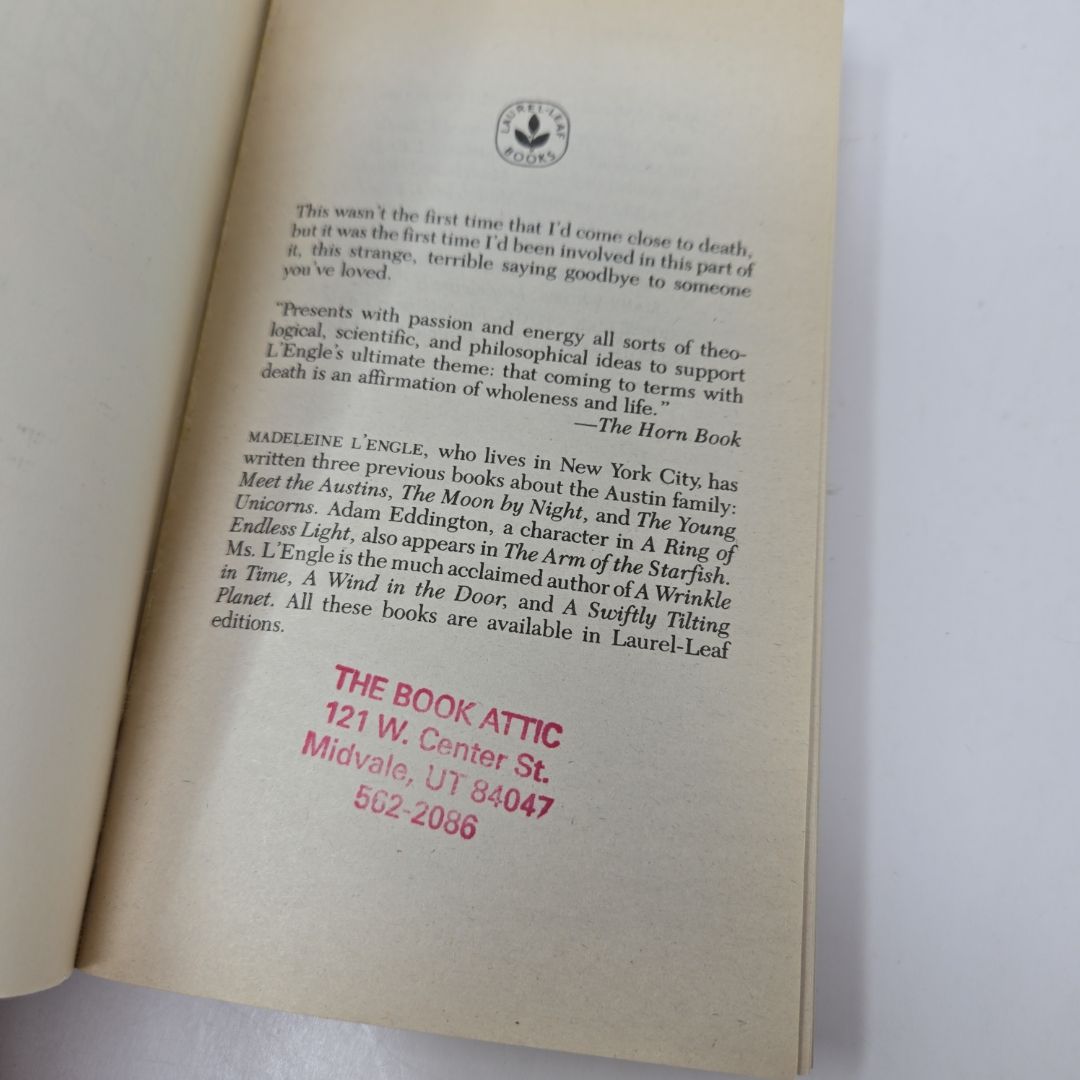 LAUREL-LEAF
BOOKS
This wasn't the first time that I'd come close to death,
but it was the first time I'd been involved in this part of
it, this strange, terrible saying goodbye to someone
you've loved.
"Presents with passion and energy all sorts of theo-
logical, scientific, and philosophical ideas to support
L'Engle's ultimate theme: that coming to terms with
death is an affirmation of wholeness and life."
—The Horn Book
MADELEINE L'ENGLE, who lives in New York City, has
written three previous books about the Austin family:
Meet the Austins, The Moon by Night, and The Young
Unicorns. Adam Eddington, a character in A Ring of
Endless Light, also appears in The Arm of the Starfish.
Ms. L'Engle is the much acclaimed author of A Wrinkle
in Time, A Wind in the Door, and A Swiftly Tilting
Planet. All these books are available in Laurel-Leaf
editions.
THE BOOK ATTIC
121 W. Center St.
Midvale, UT 84047
562-2086